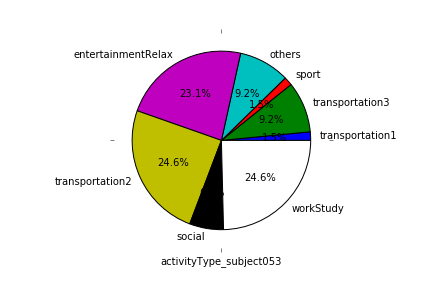 entertainmentRelax
others
sport
transportation3
transportation1
workStudy
social
transportation2
23.1%
9.2%
1.5%
9.2%
1.5%
24.6%
24.6%
activityType_subject053